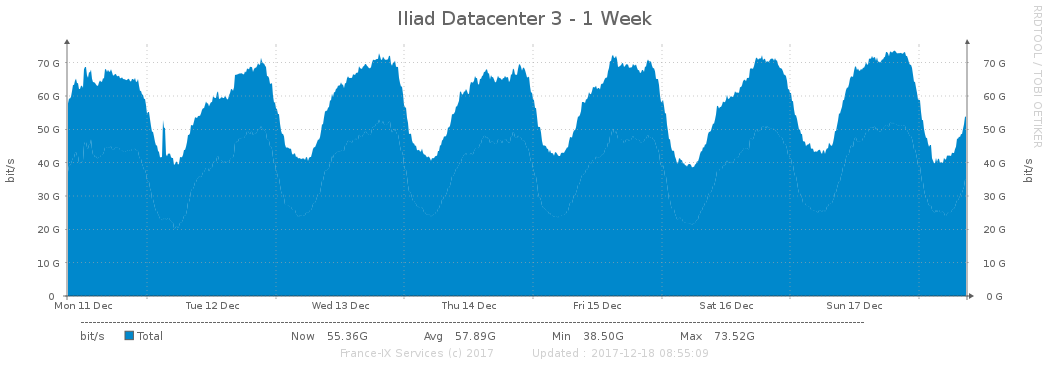 Iliad Datacenter 3 - 1 Week
RRDTOOL / TOBI OETIKER
bit/s
bit/s
70 G 70 G
60 G 60 G
50 G 50 G
40 G 40 G
30 G 30 G
20 G 20 G
10 G 10 G
0 0 G
Mon 11 Dec Tue 12 Dec Wed 13 Dec Thu 14 Dec Fri 15 Dec Sat 16 Dec Sun 17 Dec
bit/s Total Now 55.36G Avg 57.89G Min 38.50G Max 73.52G
France-IX Services (c) 2017 Updated : 2017-12-18 08:55:09